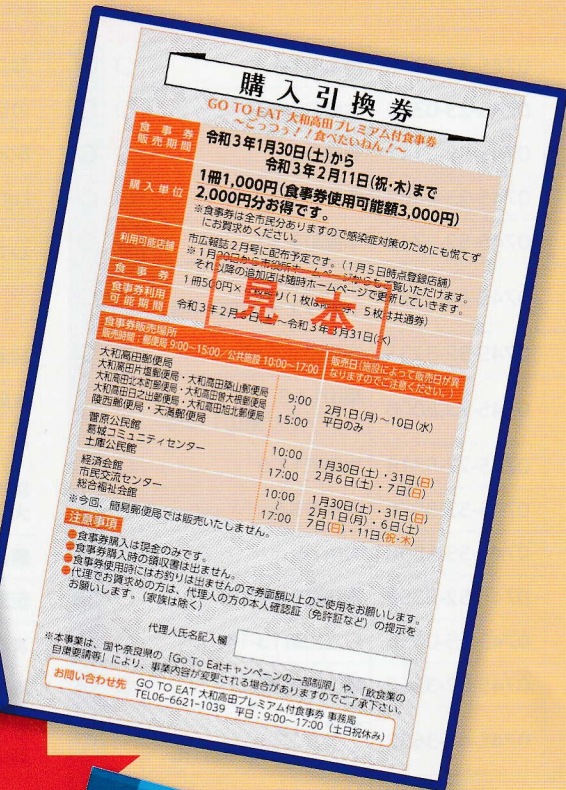 購入引換券
GO TO EAT 大和高田プレミアム付食事券
～ごっつぅ！！食べたいねん！～
食事券
販売期間
令和3年1月30日(土)から
令和3年2月11日(祝・木)まで
購入単位
1冊1,000円(食事券使用可能額3,000円)
2,000円分お得です。
※食事券は全市民分ありますので感染症対策のためにも慌てず
にお買求めください。
利用可能店舗
市広報誌2月号に配布予定です。(1月5日時点登録店舗)
それ以降の追加店は随時ホームページで更新していきます。
食事券
1冊500円×
5枚は共通券)
食事券利用
可能期間
令和3年2月
～令和3年3月31日(水)
見本
食事券販売場所
販売時間：郵便局 9:00~15:00／公共施設 10:00~17:00
販売日(施設によって販売日が異
なりますのでご注意ください。)
大和高田郵便局
大和高田片塩郵便局・大和高田築山郵便局
大和高田北本町郵便局・大和高田曽大根郵便局
大和高田日之出郵便局・大和高田旭北郵便局
陵西郵便局・天満郵便局
9:00
～
15:00
2月1日(月)～10日(水)
平日のみ
菅原公民館
葛城コミュニティセンター
土庫公民館
10:00
～
17:00
1月30日(土)・31日(日)
2月6日(土)・7日(日)
経済会館
市民交流センター
総合福祉会館
10:00
～
17:00
1月30日(土)・31日(日)
2月1日(月)・6日(土)
7日(日)・11日(祝・木)
※今回、簡易郵便局では販売いたしません。
注意事項
●食事券購入は現金のみです。
●食事券購入時の領収書は出ません。
●食事券使用時にはお釣りは出ませんので券面額以上のご使用をお願いします。
●代理でお買求めの方は、代理人の方の本人確認証（免許証など）の提示を
お願いします。（家族は除く）
代理人氏名記入欄
※本事業は、国や奈良県の「Go To Eatキャンペーンの一部制限」や、「飲食業の
自粛要請等」により、事業内容が変更される場合がありますのでご了承下さい。
お問い合わせ先
GO TO EAT 大和高田プレミアム付食事券 事務局
TEL06-6621-1039 平日：9:00~17:00（土日祝休み）